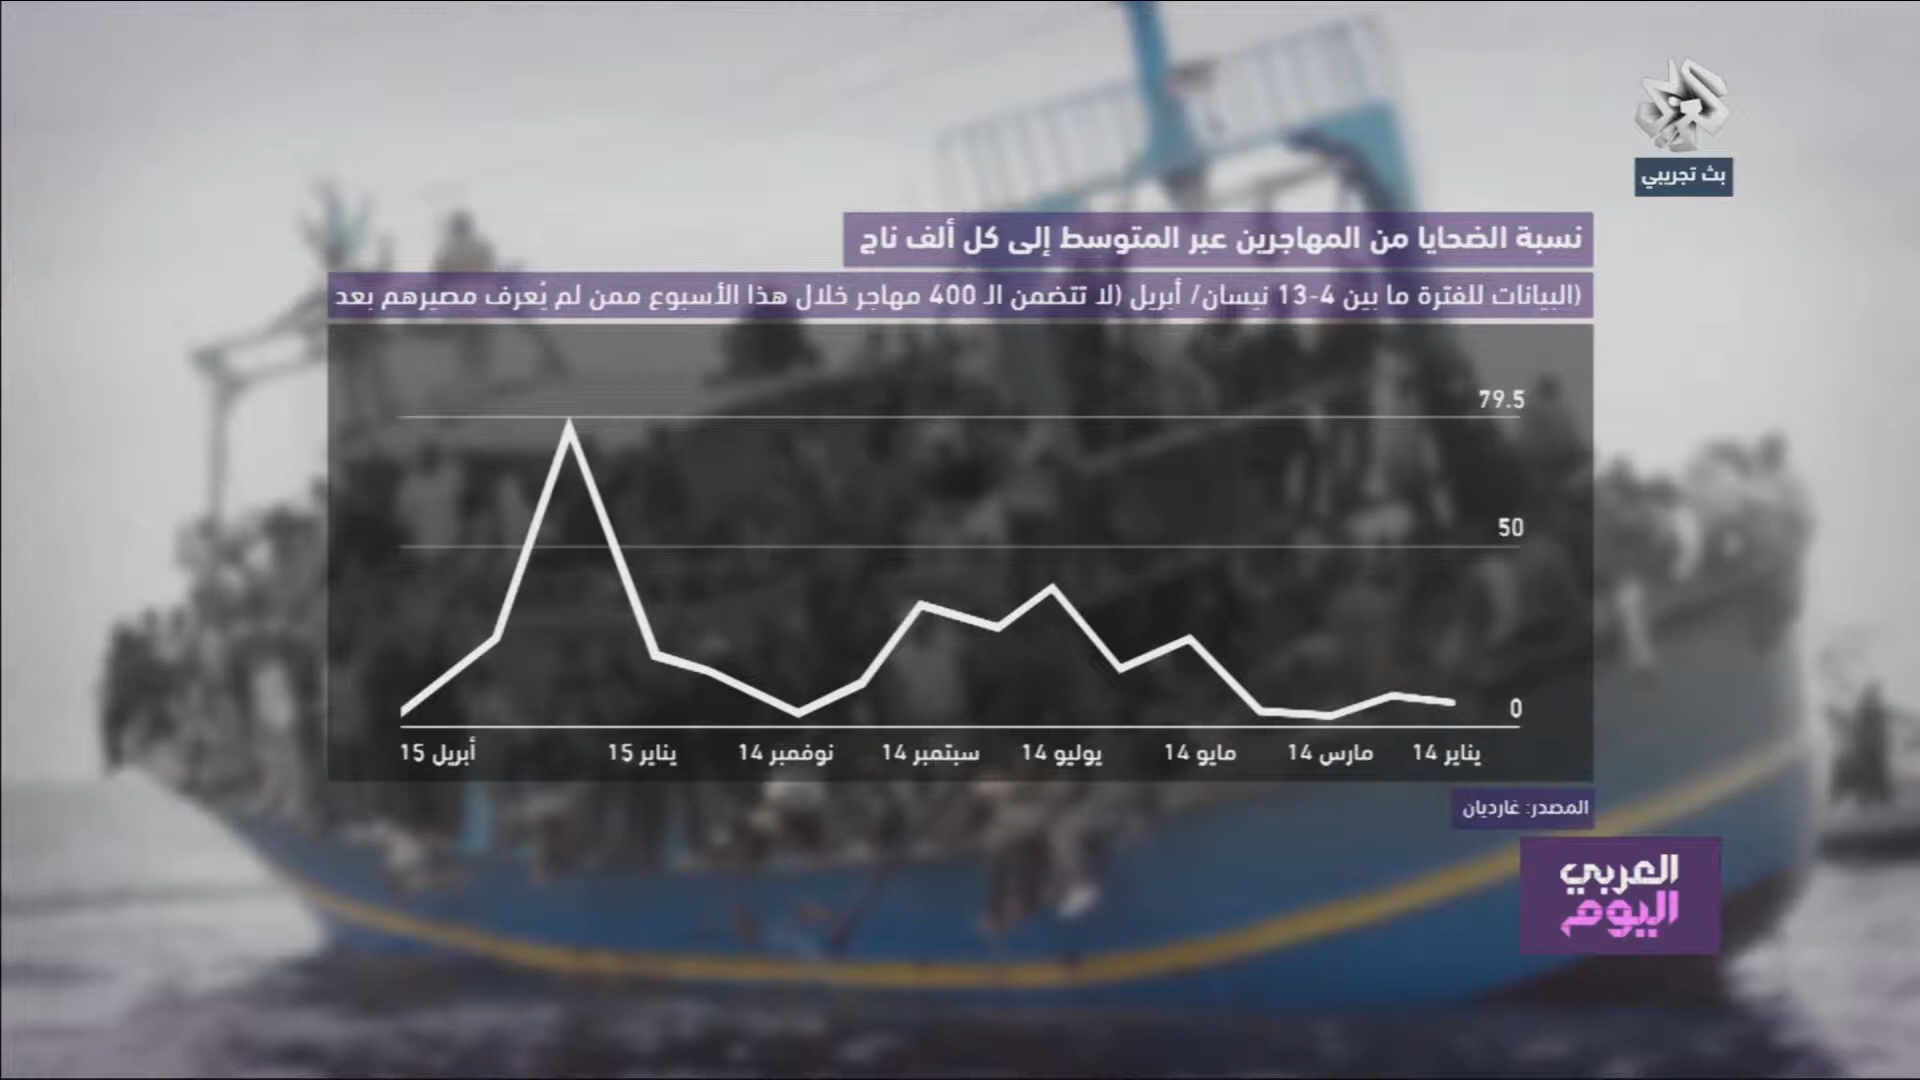 بث تجريبي
نسبة الضحايا من المهاجرين عبر المتوسط إلى كل ألف ناج
(البيانات للفترة ما بين 4-13 نيسان/ أبريل (لا تتضمن الـ 400 مهاجر خلال هذا الأسبوع ممن لم يُعرف مصيرهم بعد
79.5
50
0
يناير 14 مارس 14 مايو 14 يوليو 14 سبتمبر 14 نوفمبر 14 يناير 15 أبريل 15
المصدر: غارديان
العربي
اليوم